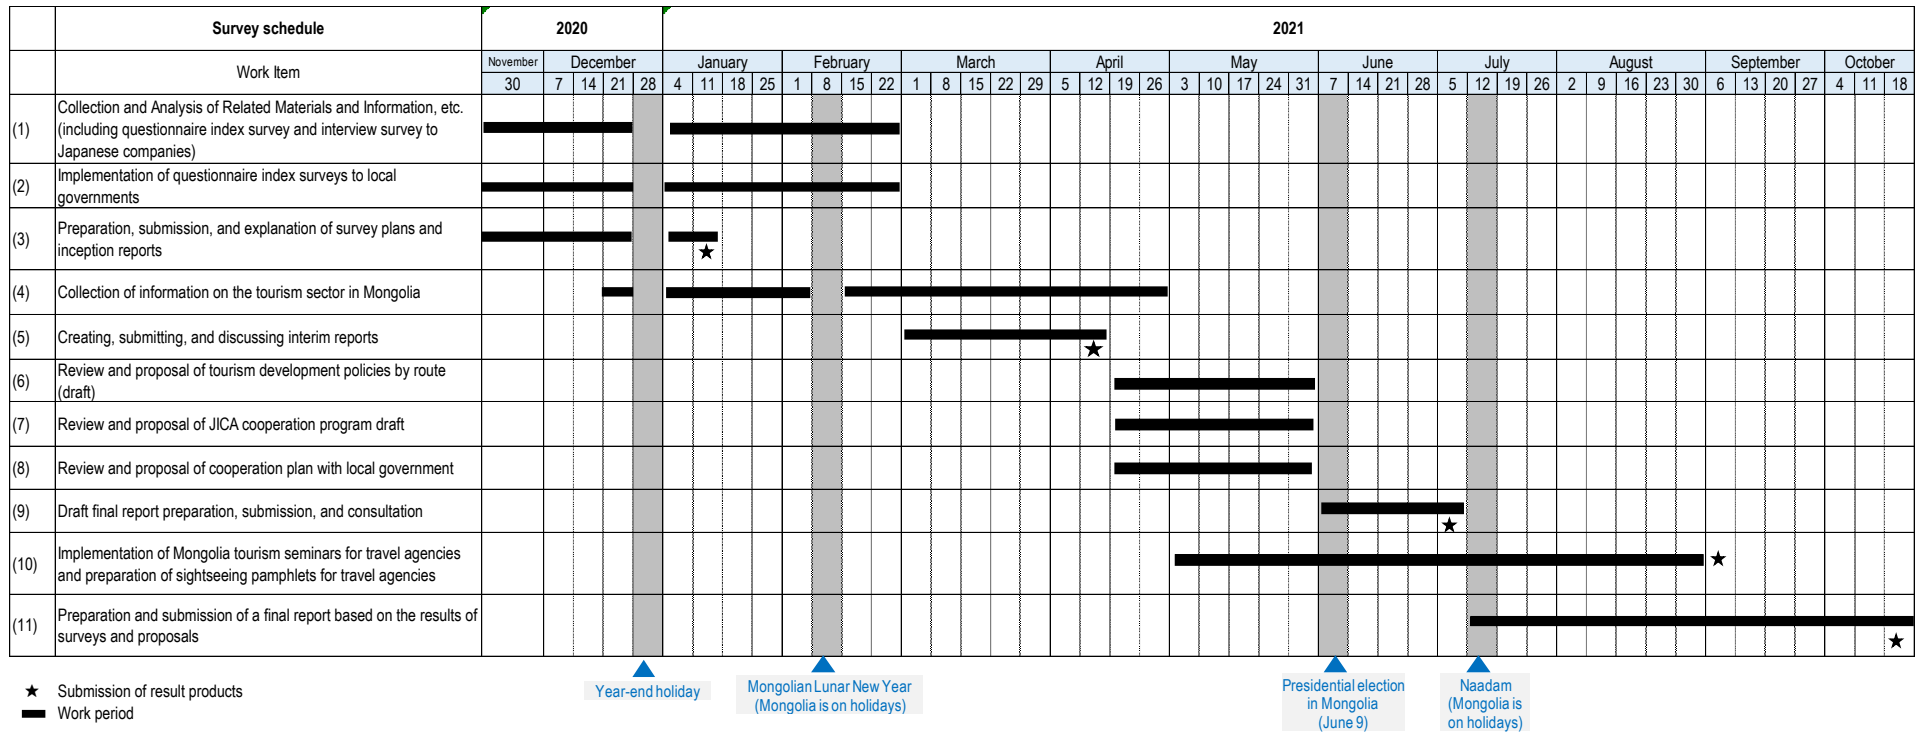 Survey schedule 2020 2021
Work Item November December January February March April May June July August September October
30 7 14 21 28 4 11 18 25 1 8 15 22 1 8 15 22 29 5 12 19 26 3 10 17 24 31 7 14 21 28 5 12 19 26 2 9 16 23 30 6 13 20 27 4 11 18
(1) Collection and Analysis of Related Materials and Information, etc.
(including questionnaire index survey and interview survey to
Japanese companies)
(2) Implementation of questionnaire index surveys to local
governments
(3) Preparation, submission, and explanation of survey plans and
inception reports
★
(4) Collection of information on the tourism sector in Mongolia
(5) Creating, submitting, and discussing interim reports
★
(6) Review and proposal of tourism development policies by route
(draft)
(7) Review and proposal of JICA cooperation program draft
(8) Review and proposal of cooperation plan with local government
(9) Draft final report preparation, submission, and consultation
★
(10) Implementation of Mongolia tourism seminars for travel agencies
and preparation of sightseeing pamphlets for travel agencies
★
(11) Preparation and submission of a final report based on the results of
surveys and proposals
★
★ Submission of result products
Work period
Year-end holiday
Mongolian Lunar New Year
(Mongolia is on holidays)
Presidential election
in Mongolia
(June 9)
Naadam
(Mongolia is
on holidays)